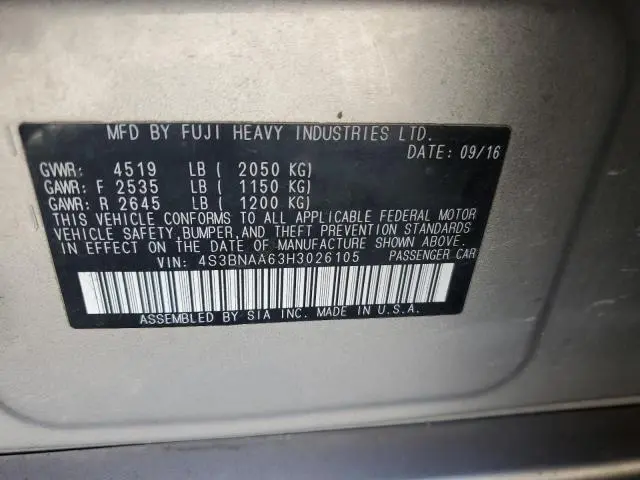 MFD BY FUJI HEAVY INDUSTRIES LTD.
DATE: 09/16
GVWR: 4519 LB ( 2050 KG)
GAWR: F 2535 LB ( 1150 KG)
GAWR: R 2645 LB ( 1200 KG)
THIS VEHICLE CONFORMS TO ALL APPLICABLE FEDERAL MOTOR
VEHICLE SAFETY,BUMPER,AND THEFT PREVENTION STANDARDS
IN EFFECT ON THE DATE OF MANUFACTURE SHOWN ABOVE.
VIN: 4S3BNAA63H3026105 PASSENGER CAR
ASSEMBLED BY SIA INC. MADE IN U.S.A.